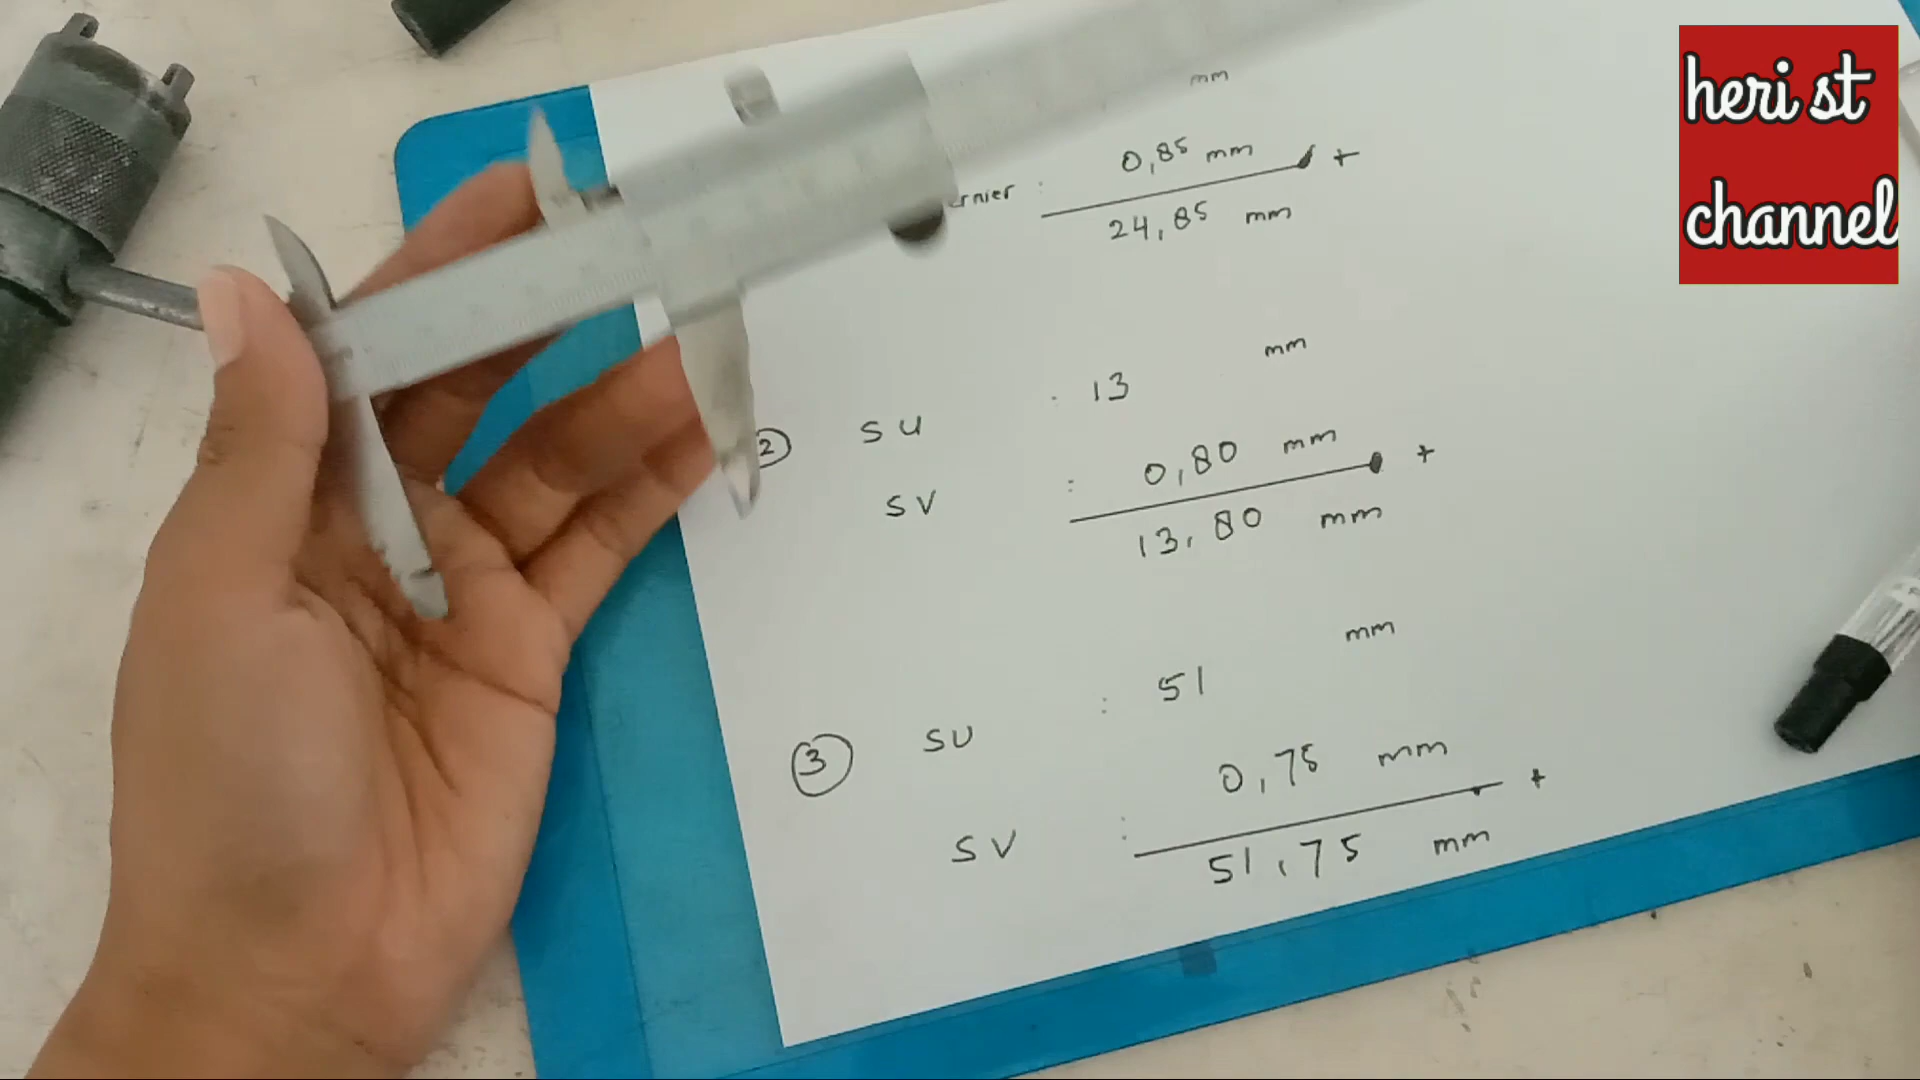 mm
0,85 mm +
ernier :
24,85 mm
mm
2 SU : 13
SV : 0,80 mm +
13,80 mm
mm
3 SU : 51
SV : 0,75 mm +
51,75 mm
heri st
channel